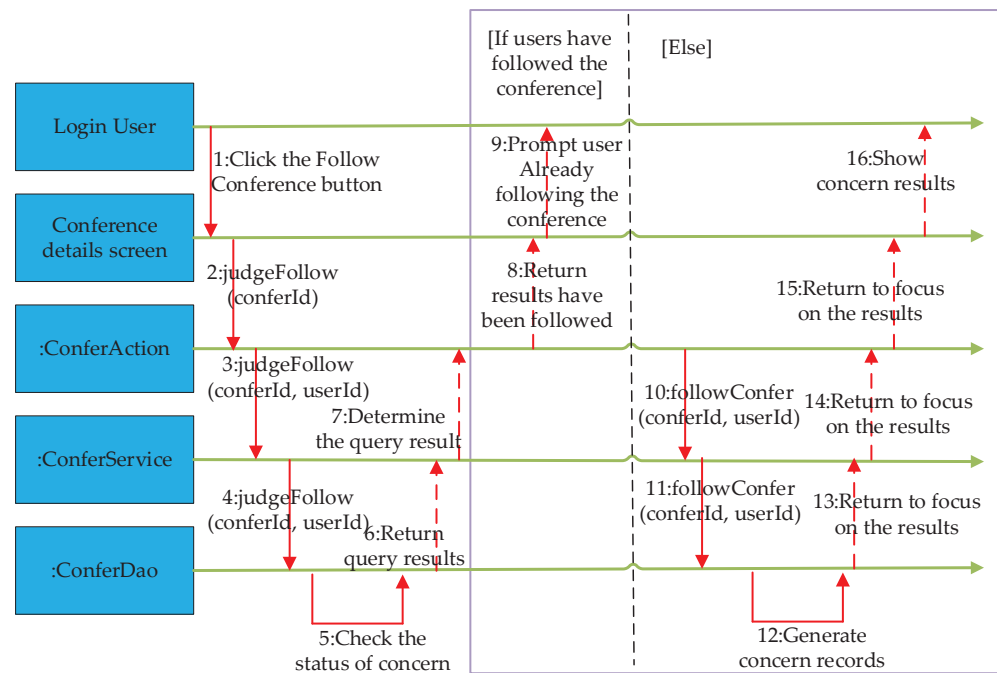 [If users have
followed the
conference]
[Else]
Login User
1:Click the Follow
Conference button
9:Prompt user
Already
following the
conference
16:Show
concern results
Conference
details screen
2:judgeFollow
(conferId)
8:Return
results have
been followed
15:Return to focus
on the results
:ConferAction
3:judgeFollow
(conferId, userId)
7:Determine
the query result
10:followConfer
(conferId, userId)
14:Return to focus
on the results
:ConferService
4:judgeFollow
(conferId, userId)
6:Return
query results
11:followConfer
(conferId, userId)
13:Return to focus
on the results
:ConferDao
5:Check the
status of concern
12:Generate
concern records